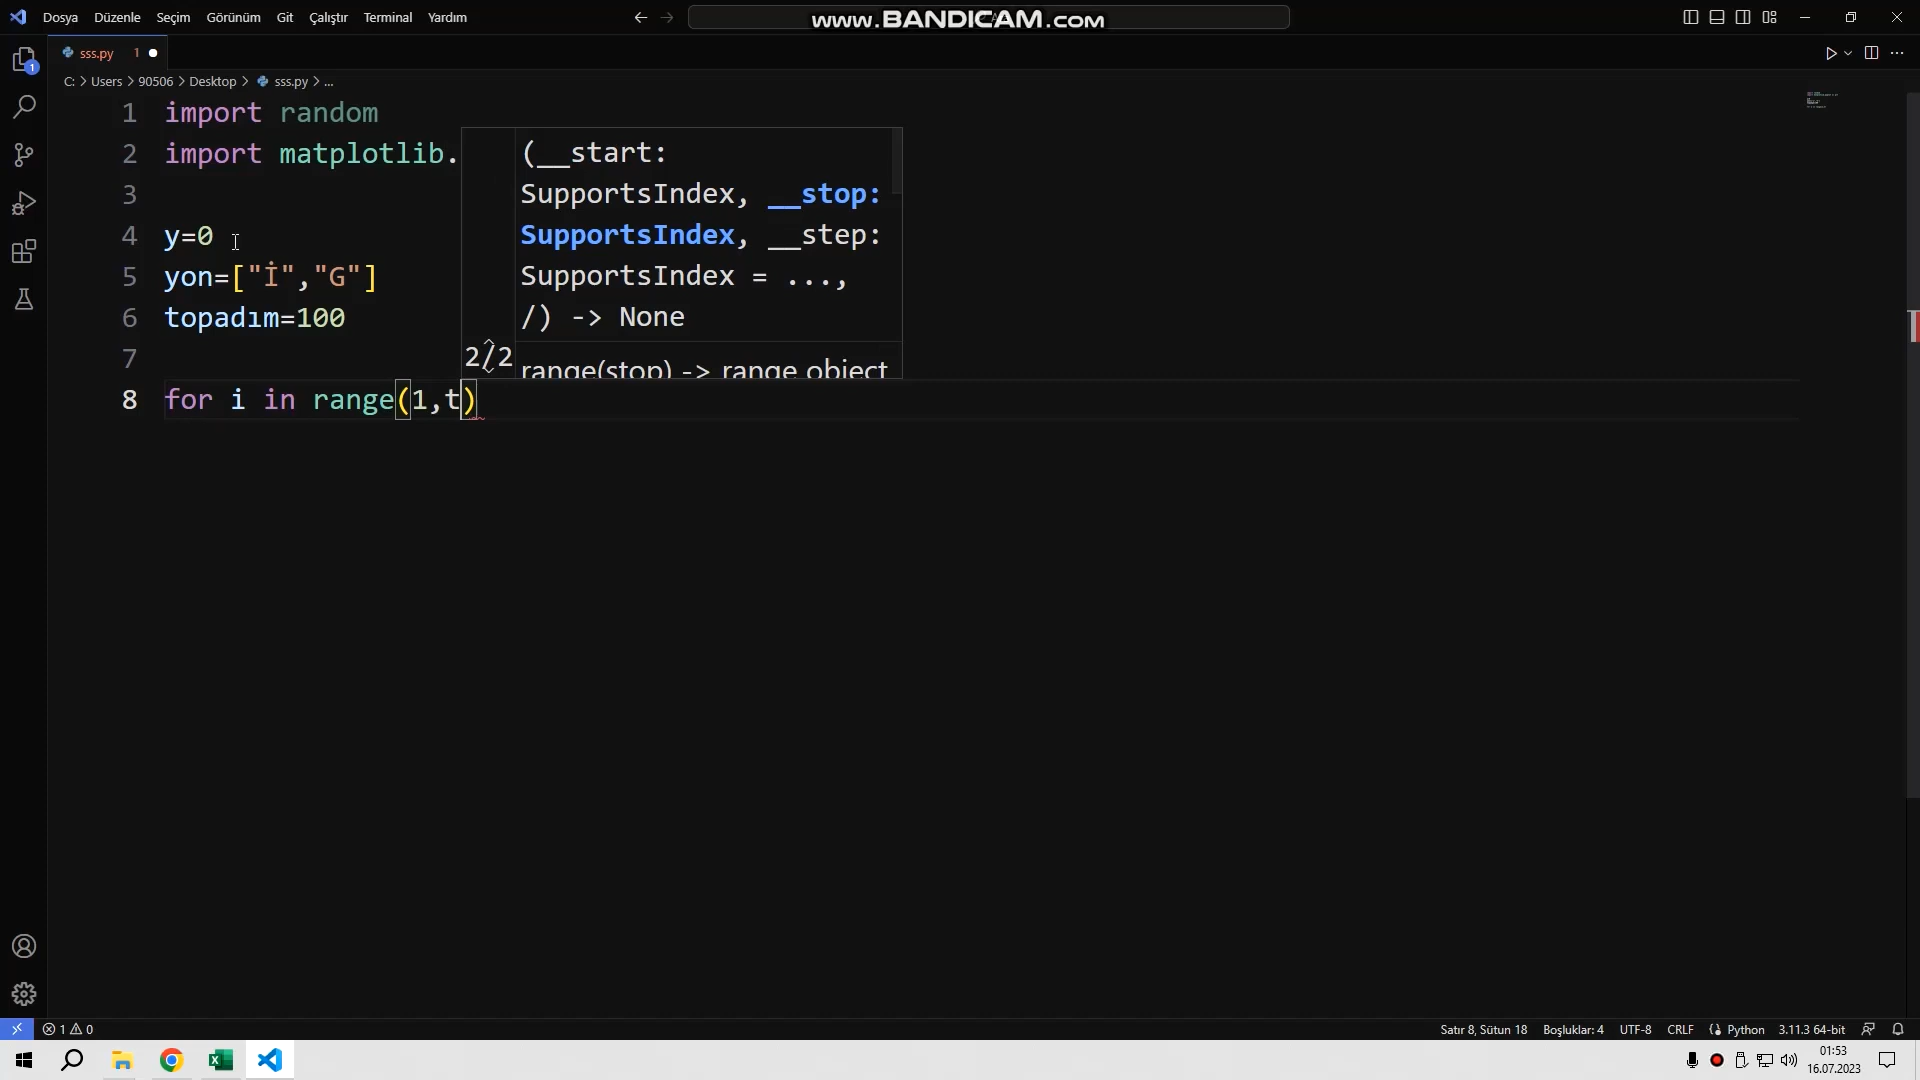 Dosya Düzenle Seçim Görünüm Git Çalıştır Terminal Yardım
www.BANDICAM.com
sss.py 1
C: > Users > 90506 > Desktop > sss.py > ...
1 import random
2 import matplotlib.
3
4 y=0
5 yon=["İ","G"]
6 topadım=100
7
8 for i in range(1,t)
(__start:
SupportsIndex, __stop:
SupportsIndex, __step:
SupportsIndex = ...,
/) -> None
2/2
range(stop) -> range object
1
1 0
Satır 8, Sütun 18 Boşluklar: 4 UTF-8 CRLF Python 3.11.3 64-bit
01:53
16.07.2023